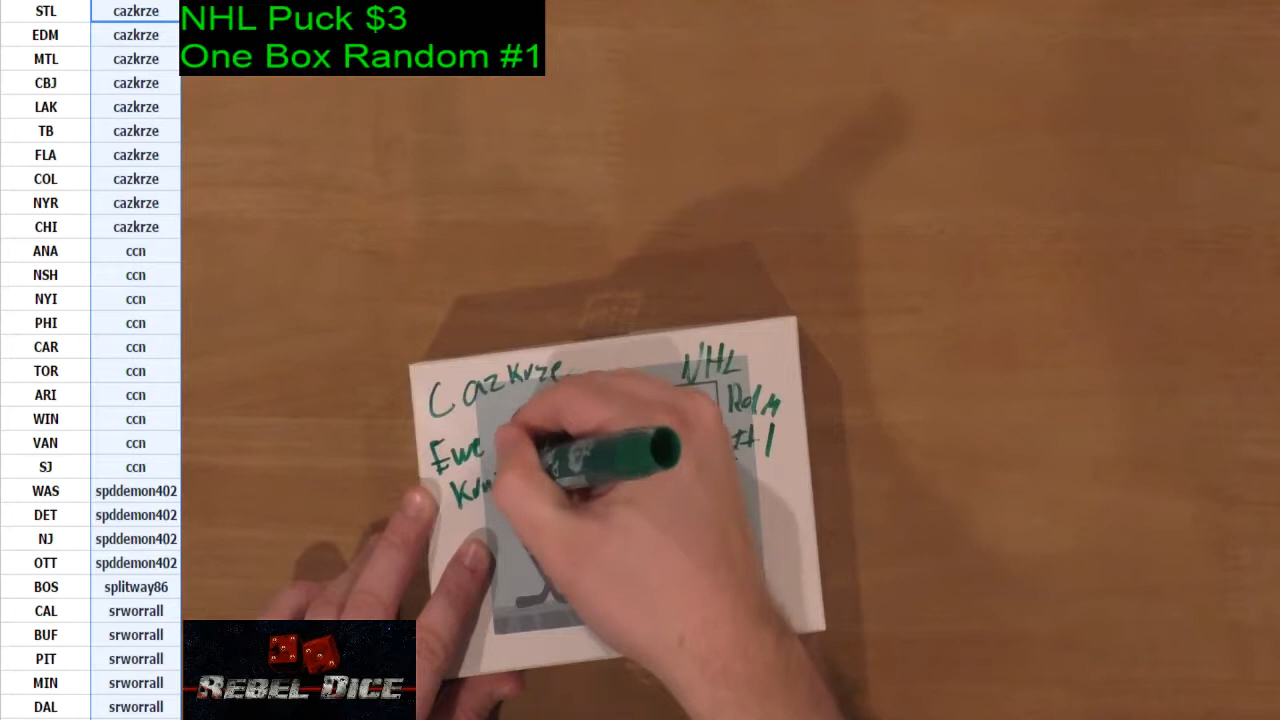 STL cazkrze
EDM cazkrze
MTL cazkrze
CBJ cazkrze
LAK cazkrze
TB cazkrze
FLA cazkrze
COL cazkrze
NYR cazkrze
CHI cazkrze
ANA ccn
NSH ccn
NYI ccn
PHI ccn
CAR ccn
TOR ccn
ARI ccn
WIN ccn
VAN ccn
SJ ccn
WAS spddemon402
DET spddemon402
NJ spddemon402
OTT spddemon402
BOS splitway86
CAL srworrall
BUF srworrall
PIT srworrall
MIN srworrall
DAL srworrall
NHL Puck $3
One Box Random #1
Cazkrze
NHL
#1
REBEL DICE